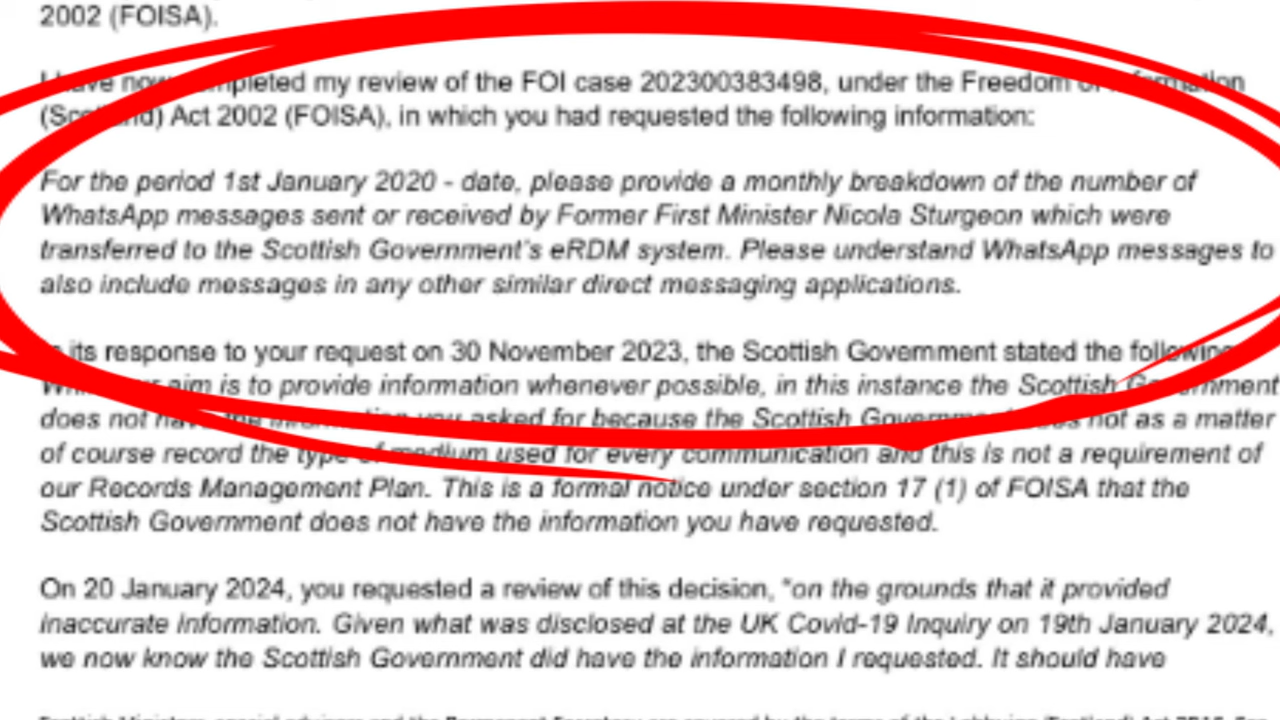 2002 (FOISA).
I have now completed my review of the FOI case 202300383498, under the Freedom of Information
(Scotland) Act 2002 (FOISA), in which you had requested the following information:
For the period 1st January 2020 - date, please provide a monthly breakdown of the number of
WhatsApp messages sent or received by Former First Minister Nicola Sturgeon which were
transferred to the Scottish Government's eRDM system. Please understand WhatsApp messages to
also include messages in any other similar direct messaging applications.
its response to your request on 30 November 2023, the Scottish Government stated the following
our aim is to provide information whenever possible, in this instance the Scottish Government
does not have the information you asked for because the Scottish Government does not as a matter
of course record the type of medium used for every communication and this is not a requirement of
our Records Management Plan. This is a formal notice under section 17 (1) of FOISA that the
Scottish Government does not have the information you have requested.
On 20 January 2024, you requested a review of this decision, "on the grounds that it provided
inaccurate information. Given what was disclosed at the UK Covid-19 Inquiry on 19th January 2024,
we now know the Scottish Government did have the information I requested. It should have